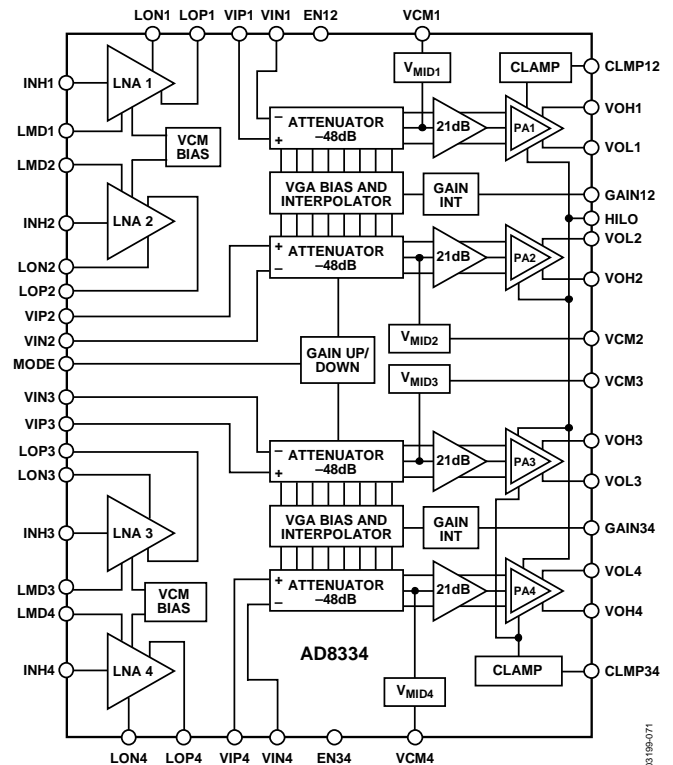 LON1 LOP1 VIP1 VIN1 EN12 VCM1
INH1
LMD1
LMD2
INH2
LON2
LOP2
VIP2
VIN2
MODE
VIN3
VIP3
LOP3
LON3
INH3
LMD3
LMD4
INH4
LNA 1
VCM
BIAS
LNA 2
LNA 3
VCM
BIAS
LNA 4
VMID1
CLAMP
–
+
ATTENUATOR
–48dB
21dB
PA1
VGA BIAS AND
INTERPOLATOR
GAIN
INT
+
–
ATTENUATOR
–48dB
21dB
PA2
VMID2
GAIN UP/
DOWN
VMID3
–
+
ATTENUATOR
–48dB
21dB
PA3
VGA BIAS AND
INTERPOLATOR
GAIN
INT
+
–
ATTENUATOR
–48dB
21dB
PA4
AD8334
CLAMP
VMID4
CLMP12
VOH1
VOL1
GAIN12
HILO
VOL2
VOH2
VCM2
VCM3
VOH3
VOL3
GAIN34
VOL4
VOH4
CLMP34
LON4 LOP4 VIP4 VIN4 EN34 VCM4
03199-071